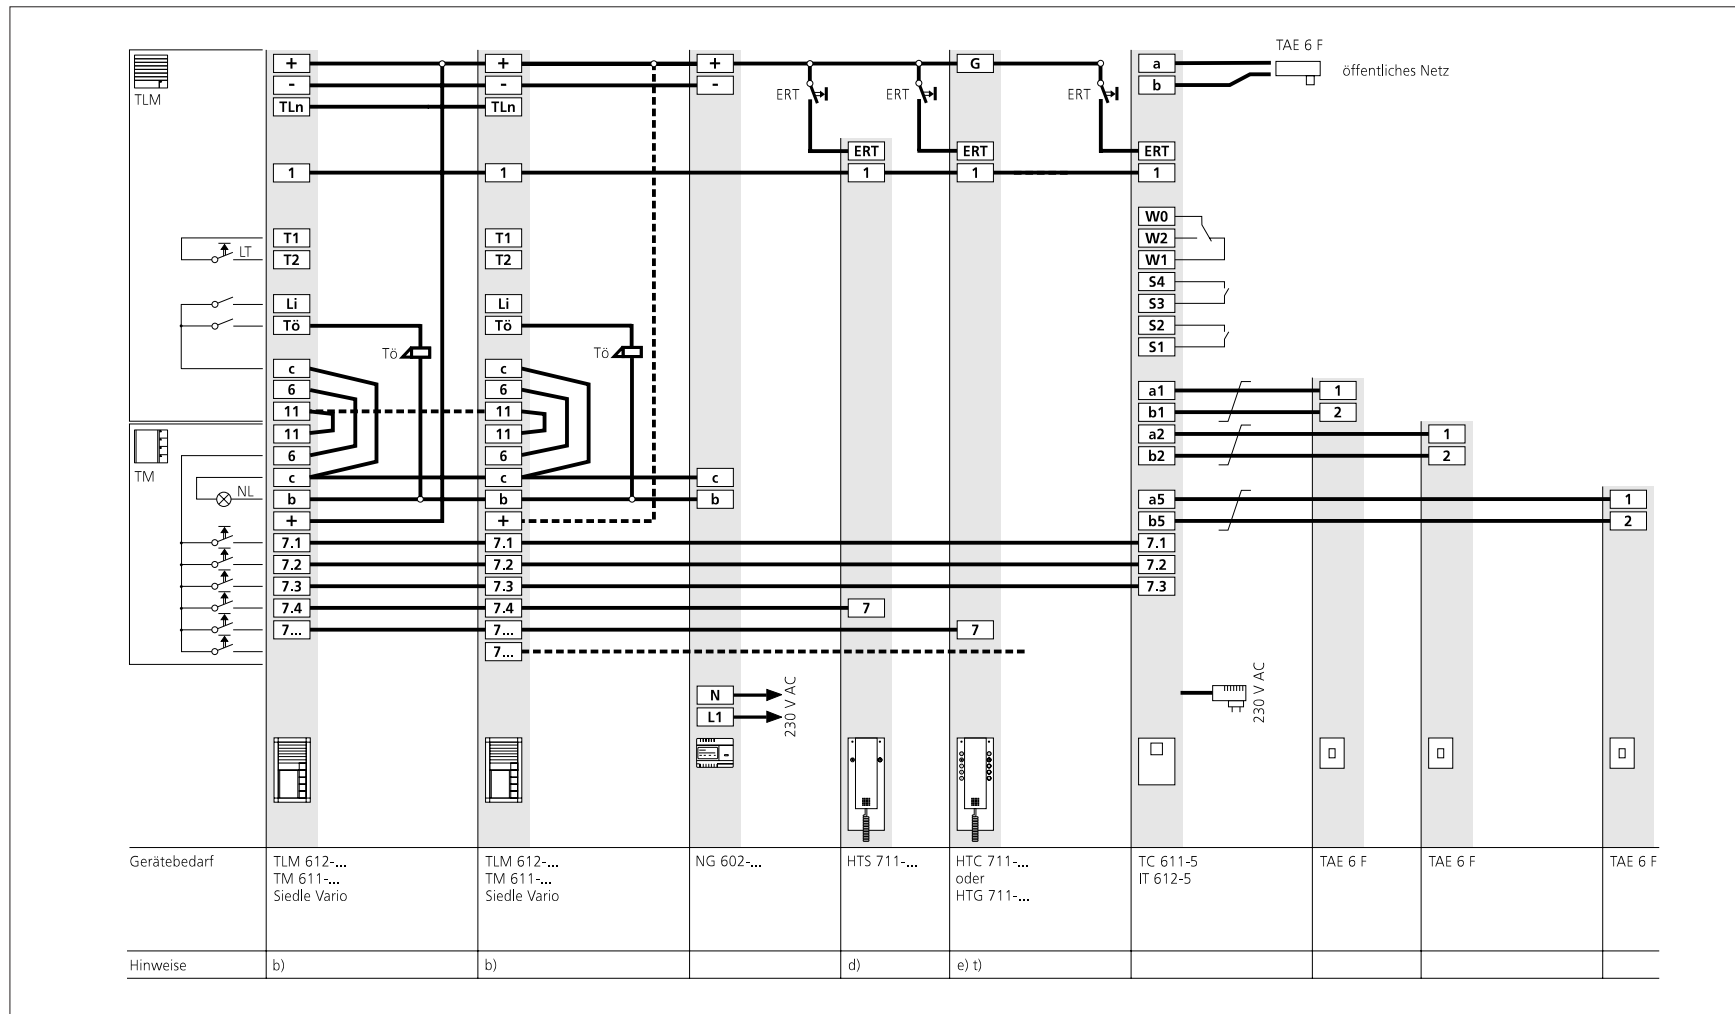 TAE 6 F
+ + + G a
öffentliches Netz
TLM
- - - b
ERT ERT ERT
TLn TLn
ERT ERT ERT
1 1 1 1 1
W0
T1 T1 W2
LT
T2 T2 W1
S4
Li Li S3
Tö Tö S2
Tö Tö S1
c c
6 6 a1 1
11 11 b1 2
11 11 a2 1
6 6 b2 2
TM
c c c
NL
b b b a5 1
+ + b5 2
7.1 7.1 7.1
7.2 7.2 7.2
7.3 7.3 7.3
7.4 7.4 7
7... 7... 7
7...
N
L1
230 V AC
230 V AC
Gerätebedarf TLM 612-... TLM 612-... NG 602-... HTS 711-... HTC 711-... TC 611-5 TAE 6 F TAE 6 F TAE 6 F
TM 611-... TM 611-... oder IT 612-5
Siedle Vario Siedle Vario HTG 711-...
Hinweise b) b) d) e) t)